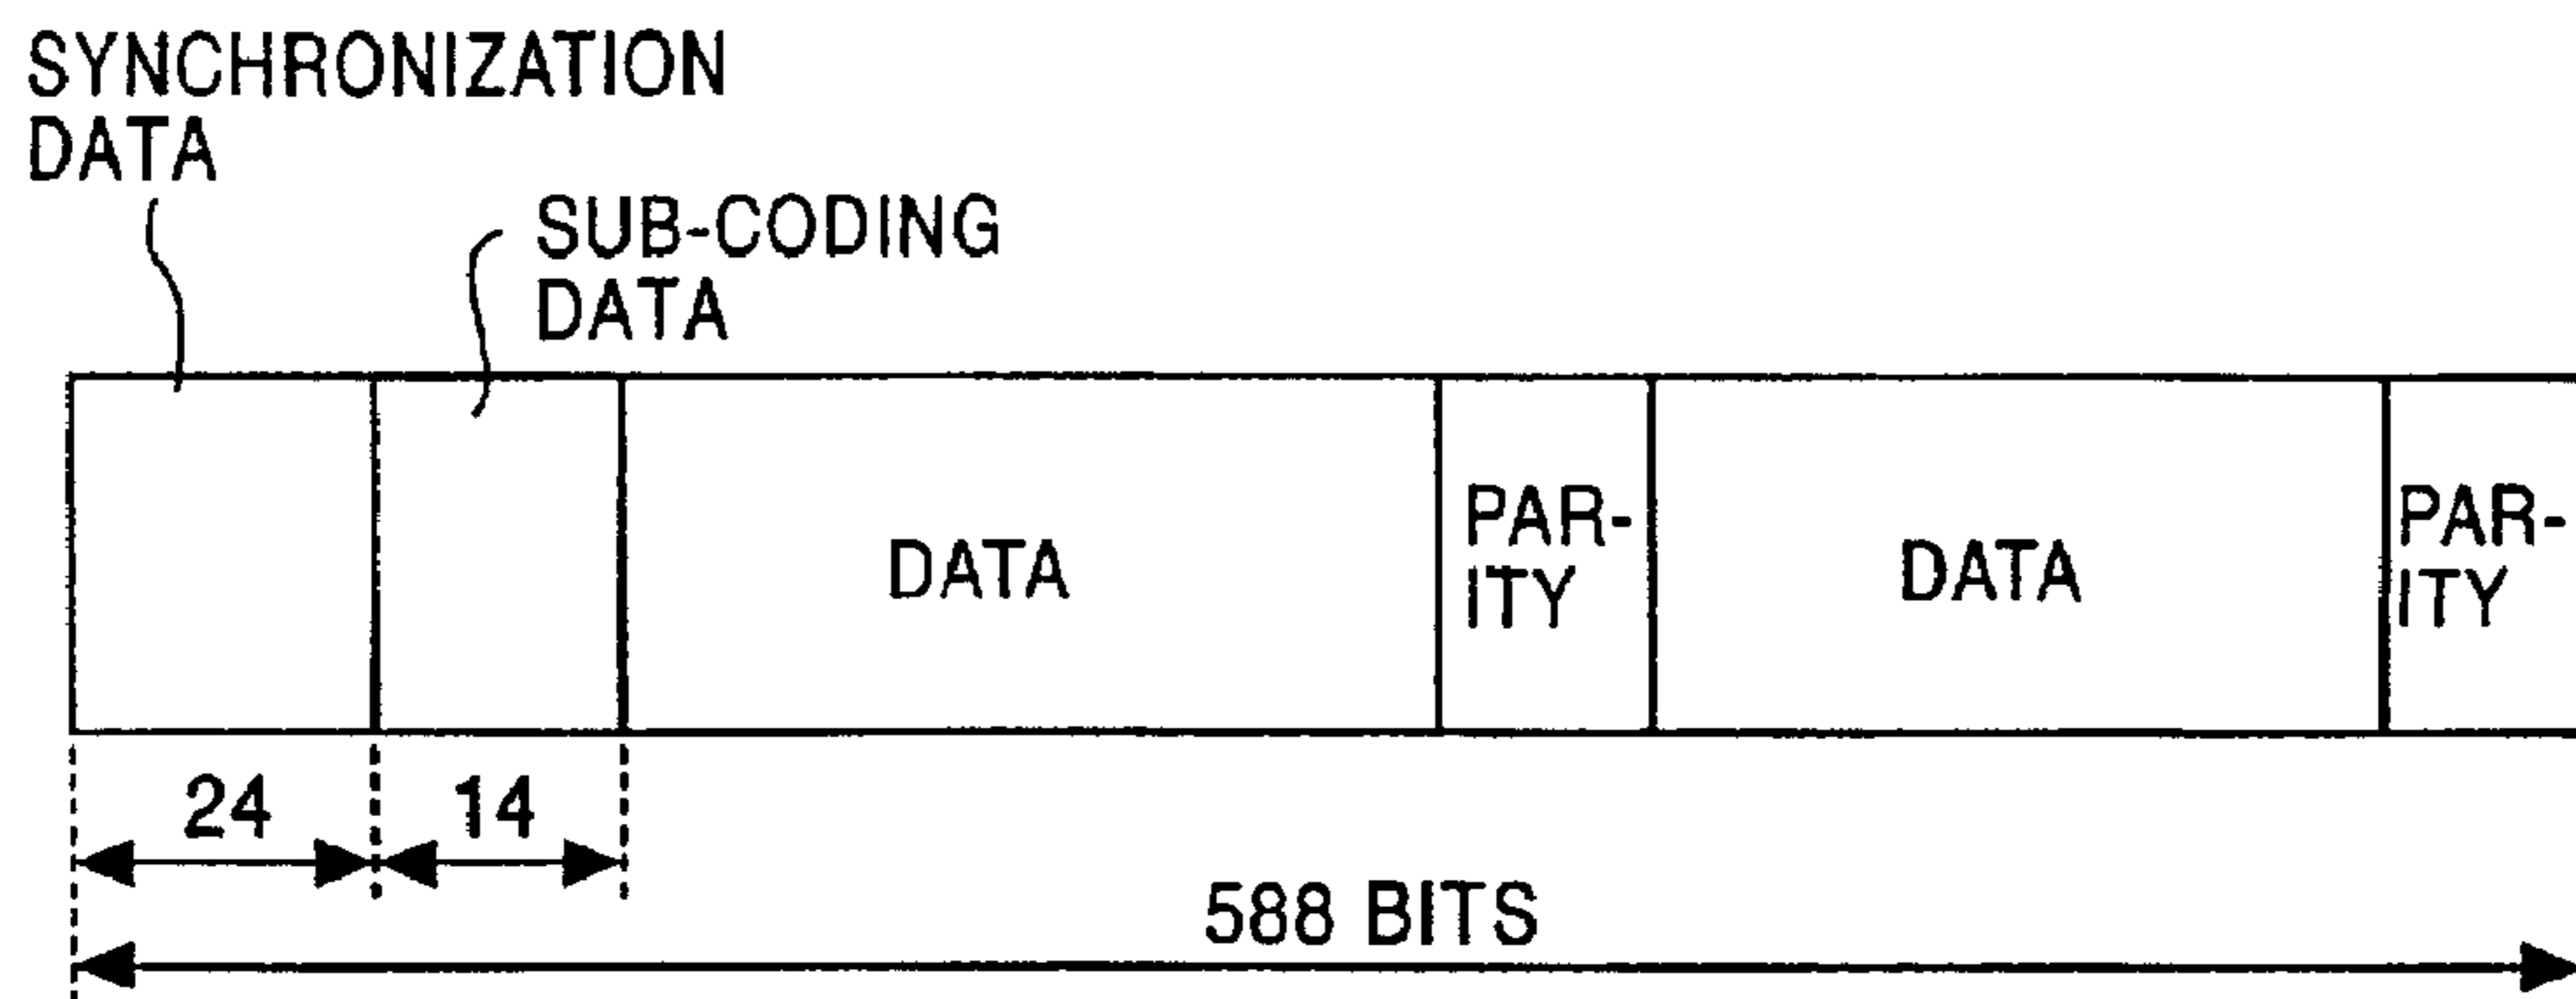 SYNCHRONIZATION
DATA
SUB-CODING
DATA
DATA
PAR-
ITY
DATA
PAR-
ITY
24
14
588 BITS